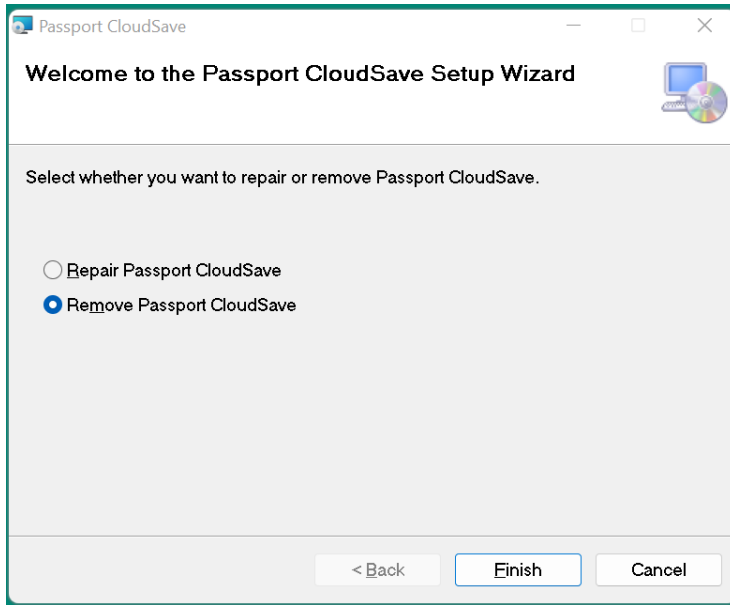 Passport CloudSave
Welcome to the Passport CloudSave Setup Wizard
Select whether you want to repair or remove Passport CloudSave.
Repair Passport CloudSave
Remove Passport CloudSave
< Back
Finish
Cancel